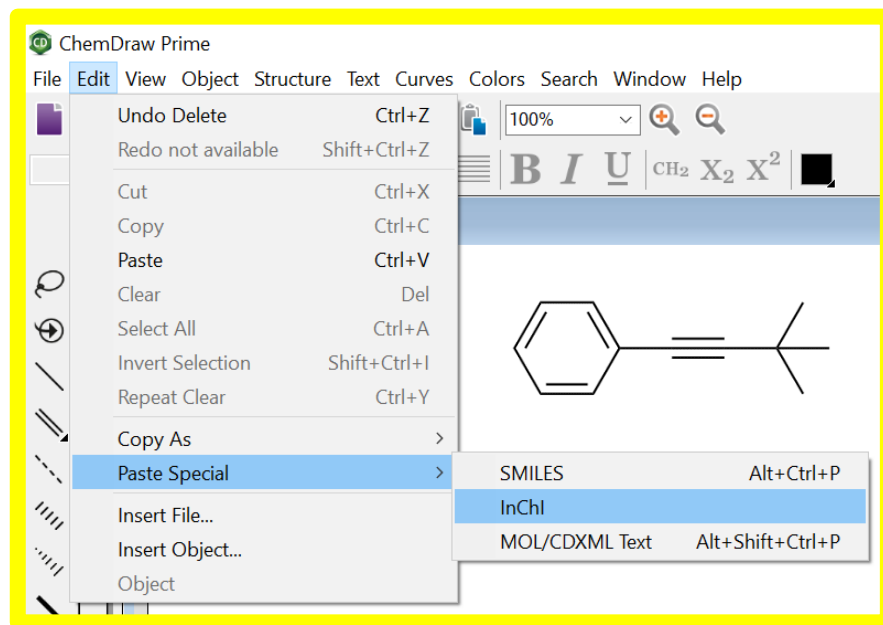 ChemDraw Prime
File Edit View Object Structure Text Curves Colors Search Window Help
Undo Delete Ctrl+Z
100%
Redo not available Shift+Ctrl+Z
B I U CH₂ X₂ X²
Cut Ctrl+X
Copy Ctrl+C
Paste Ctrl+V
Clear Del
Select All Ctrl+A
Invert Selection Shift+Ctrl+I
Repeat Clear Ctrl+Y
Copy As >
Paste Special >
SMILES Alt+Ctrl+P
InChI
MOL/CDXML Text Alt+Shift+Ctrl+P
Insert File...
Insert Object...
Object